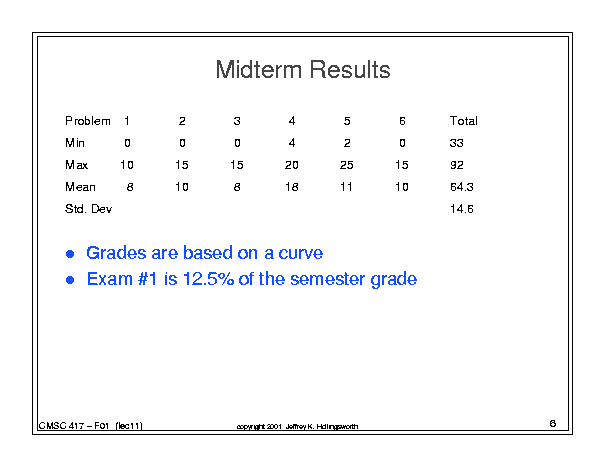 Midterm Results
Problem 1 2 3 4 5 6 Total
Min 0 0 0 4 2 0 33
Max 10 15 15 20 25 15 92
Mean 8 10 8 18 11 10 64.3
Std. Dev 14.6
● Grades are based on a curve
● Exam #1 is 12.5% of the semester grade
CMSC 417 – F01 (lec11) copyright 2001 Jeffrey K. Hollingsworth 6